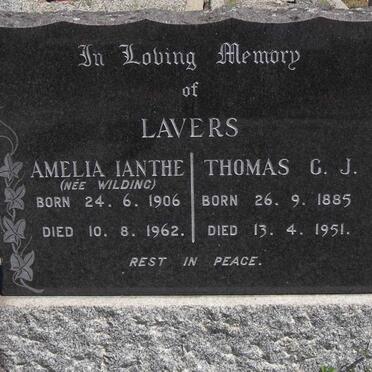 In Loving Memory
of
LAVERS
AMELIA IANTHE
(NÉE WILDING)
BORN 24. 6. 1906
DIED 10. 8. 1962.
THOMAS G. J.
BORN 26. 9. 1885
DIED 13. 4. 1951.
REST IN PEACE.